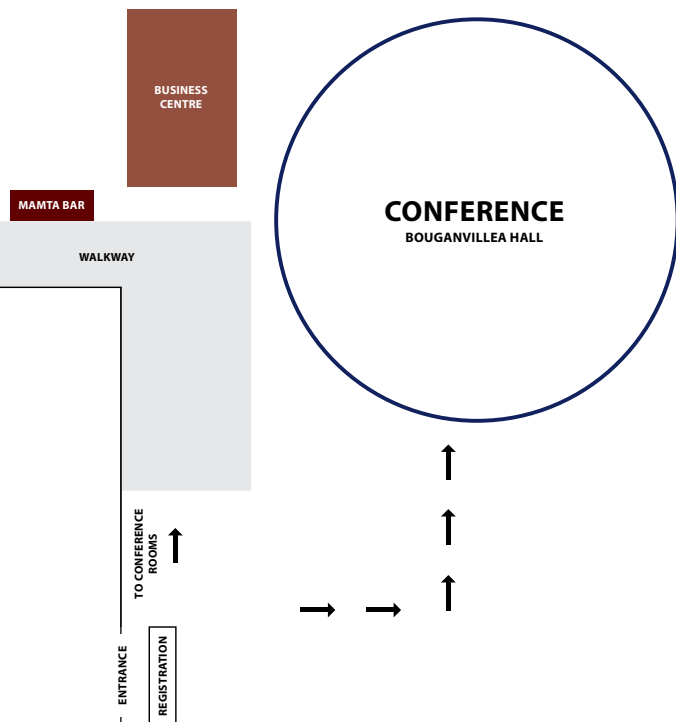 BUSINESS
CENTRE
MAMTA BAR
CONFERENCE
BOUGANVILLEA HALL
WALKWAY
TO CONFERENCE
ROOMS
ENTRANCE
REGISTRATION